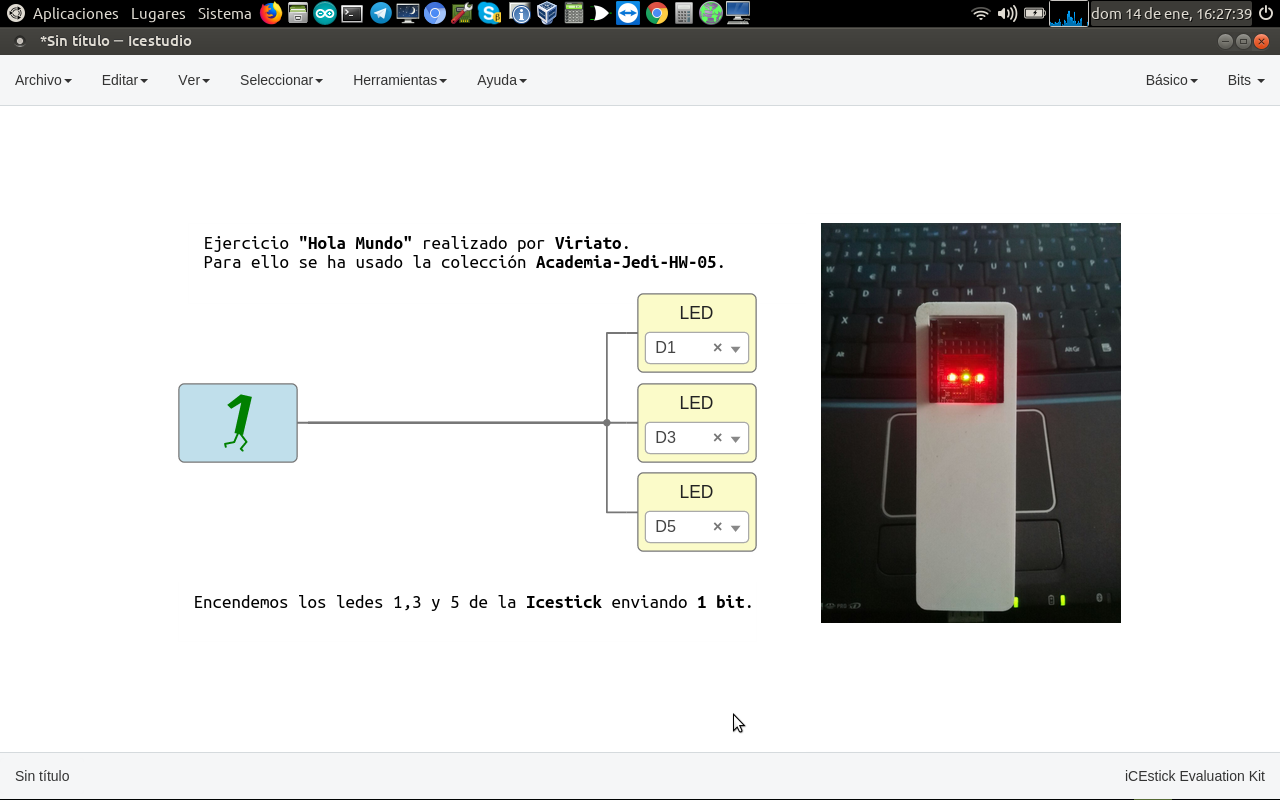 Aplicaciones Lugares Sistema dom 14 de ene, 16:27:39
*Sin título — Icestudio
Archivo Editar Ver Seleccionar Herramientas Ayuda Básico Bits
Ejercicio "Hola Mundo" realizado por Viriato.
Para ello se ha usado la colección Academia-Jedi-HW-05.
LED
D1 ×
LED
D3 ×
LED
D5 ×
1
Encendemos los ledes 1,3 y 5 de la Icestick enviando 1 bit.
Sin título iCEstick Evaluation Kit